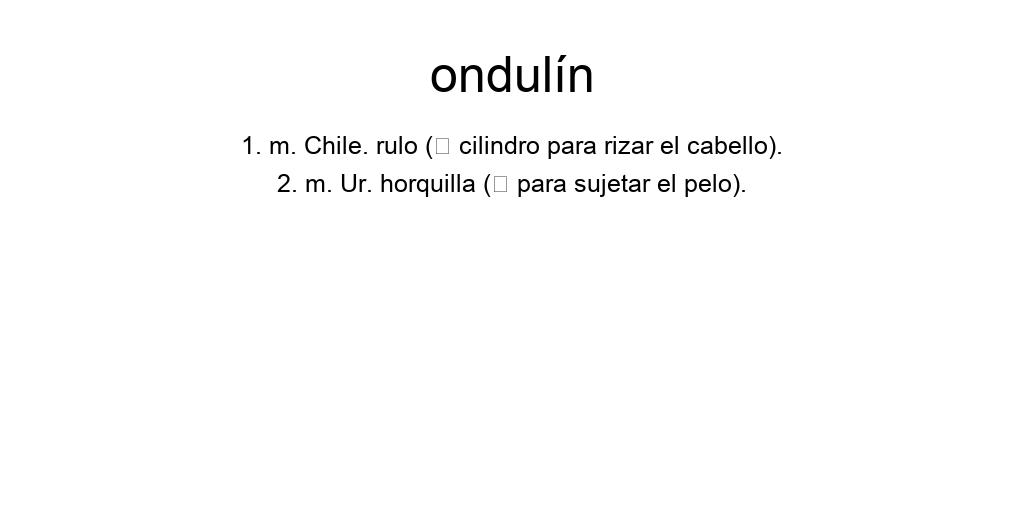 ondulín
1. m. Chile. rulo (□ cilindro para rizar el cabello).
2. m. Ur. horquilla (□ para sujetar el pelo).